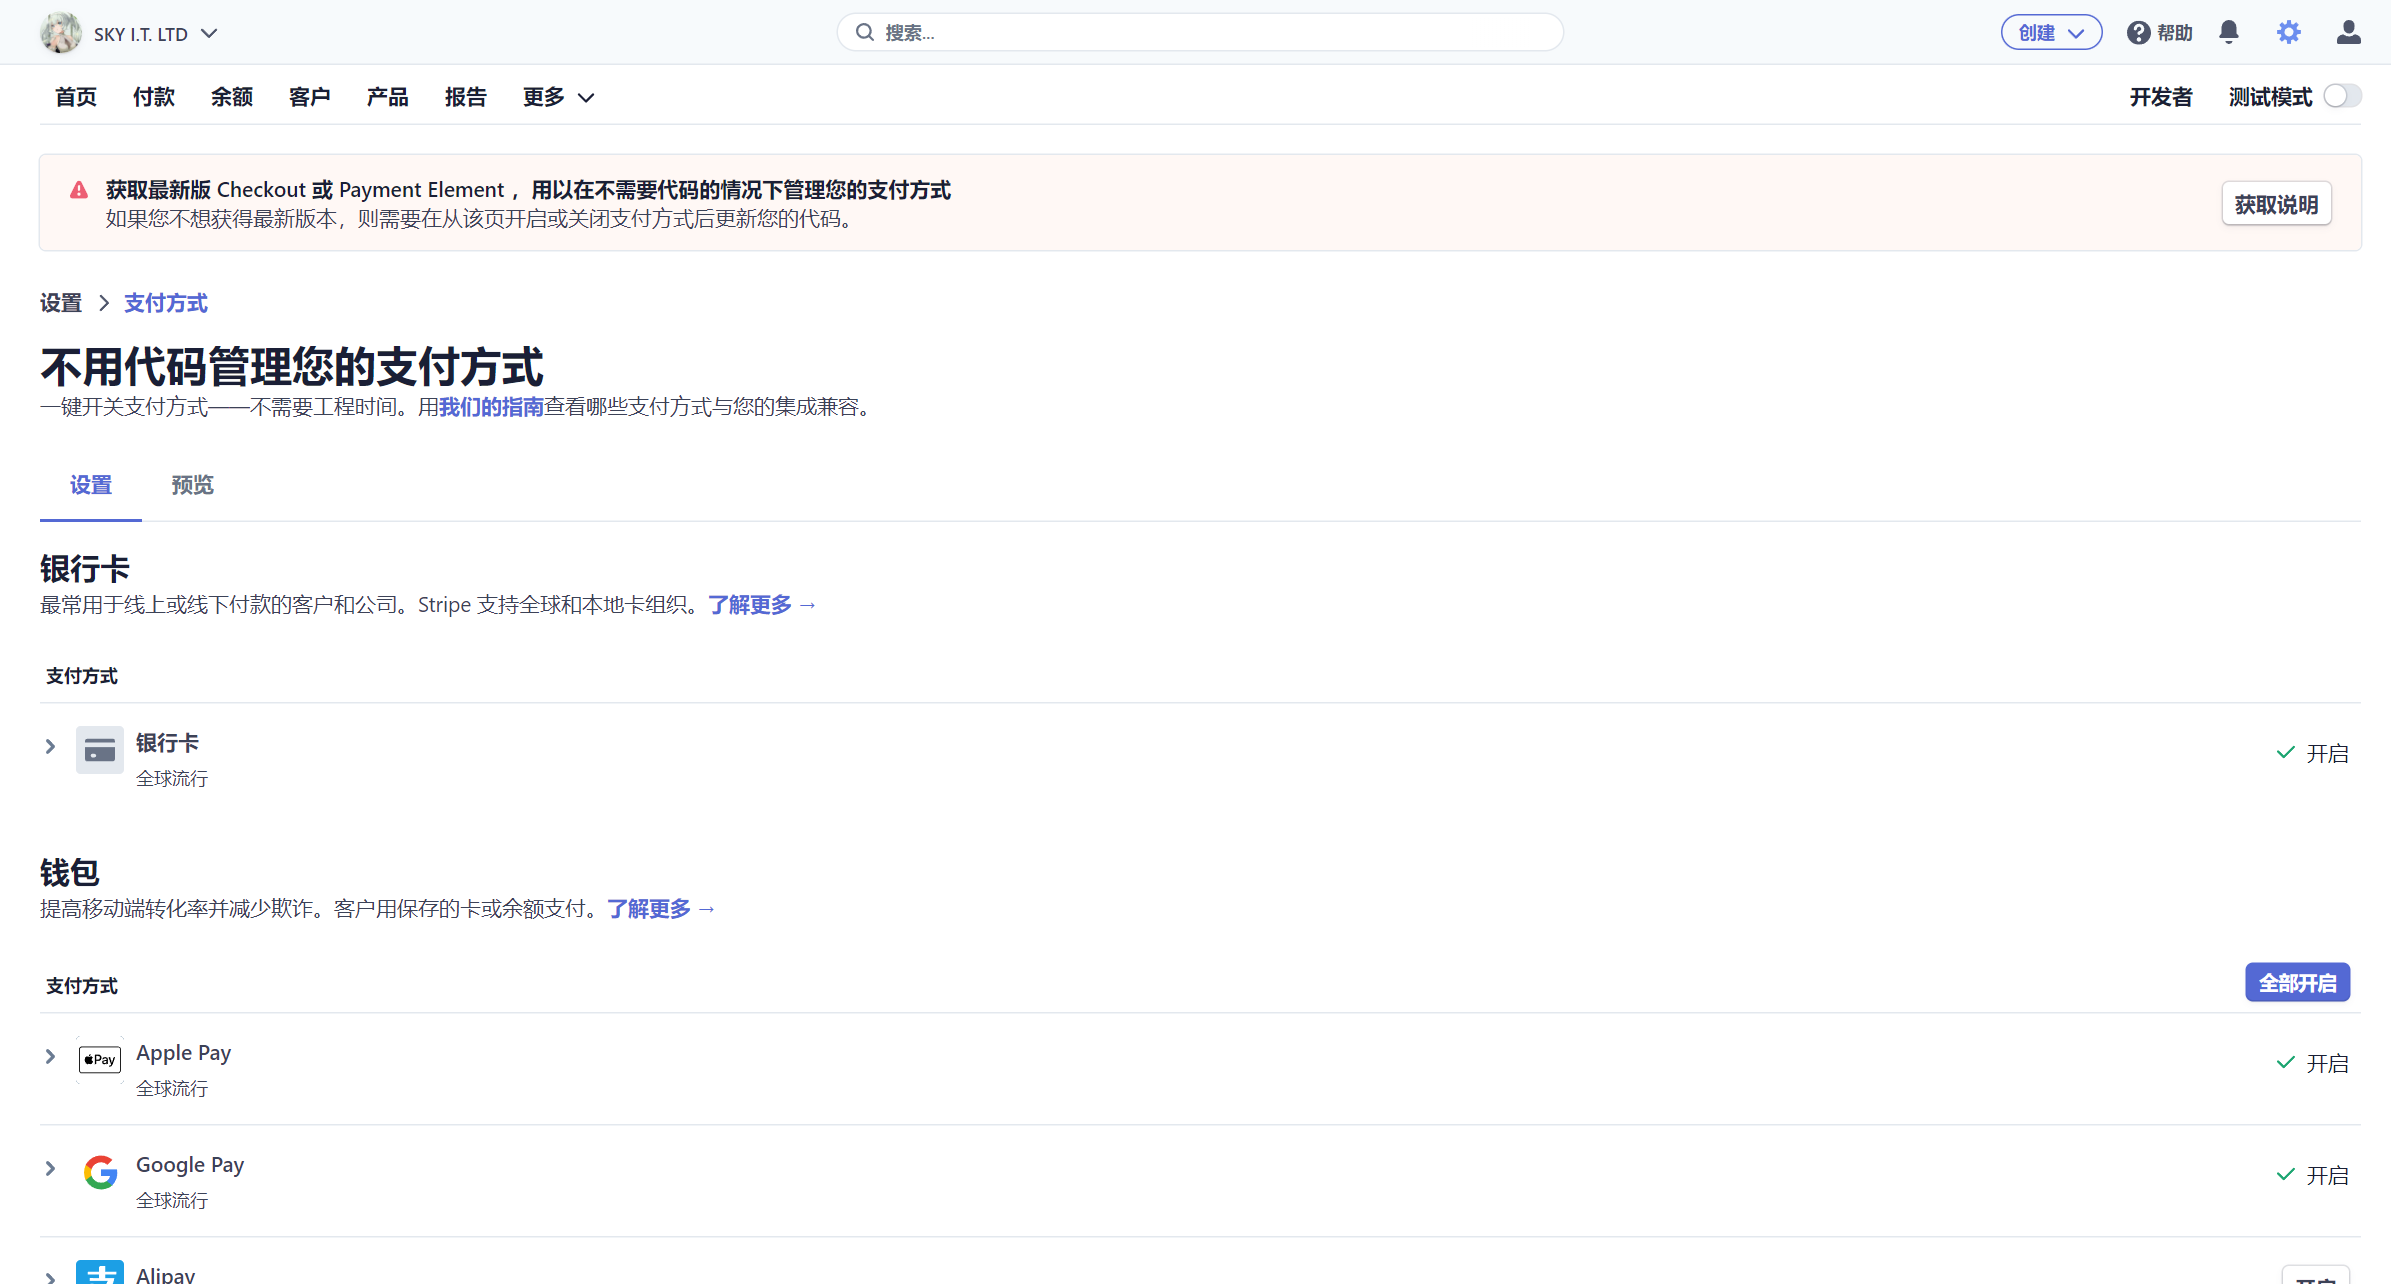 SKY I.T. LTD
搜索...
创建
帮助
首页 付款 余额 客户 产品 报告 更多
开发者 测试模式
获取最新版 Checkout 或 Payment Element ，用以在不需要代码的情况下管理您的支付方式
如果您不想获得最新版本，则需要在从该页开启或关闭支付方式后更新您的代码。
获取说明
设置 > 支付方式
不用代码管理您的支付方式
一键开关支付方式——不需要工程时间。用我们的指南查看哪些支付方式与您的集成兼容。
设置 预览
银行卡
最常用于线上或线下付款的客户和公司。Stripe 支持全球和本地卡组织。了解更多 →
支付方式
银行卡
全球流行
开启
钱包
提高移动端转化率并减少欺诈。客户用保存的卡或余额支付。了解更多 →
支付方式
全部开启
Pay
Apple Pay
全球流行
开启
Google Pay
全球流行
开启
支
Alipay
开启